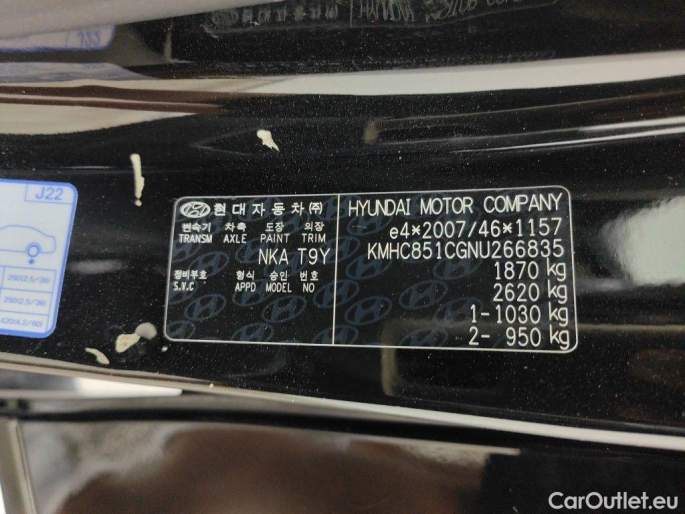 J22
현대자동차㈜
변속기 차축 도장 의장
TRANSM AXLE PAINT TRIM
NKA T9Y
정비부호 형식 승인 번호
S.V.C APPD MODEL NO
HYUNDAI MOTOR COMPANY
e4*2007/46*1157
KMHC851CGNU266835
1870 kg
2620 kg
1-1030 kg
2- 950 kg
CarOutlet.eu